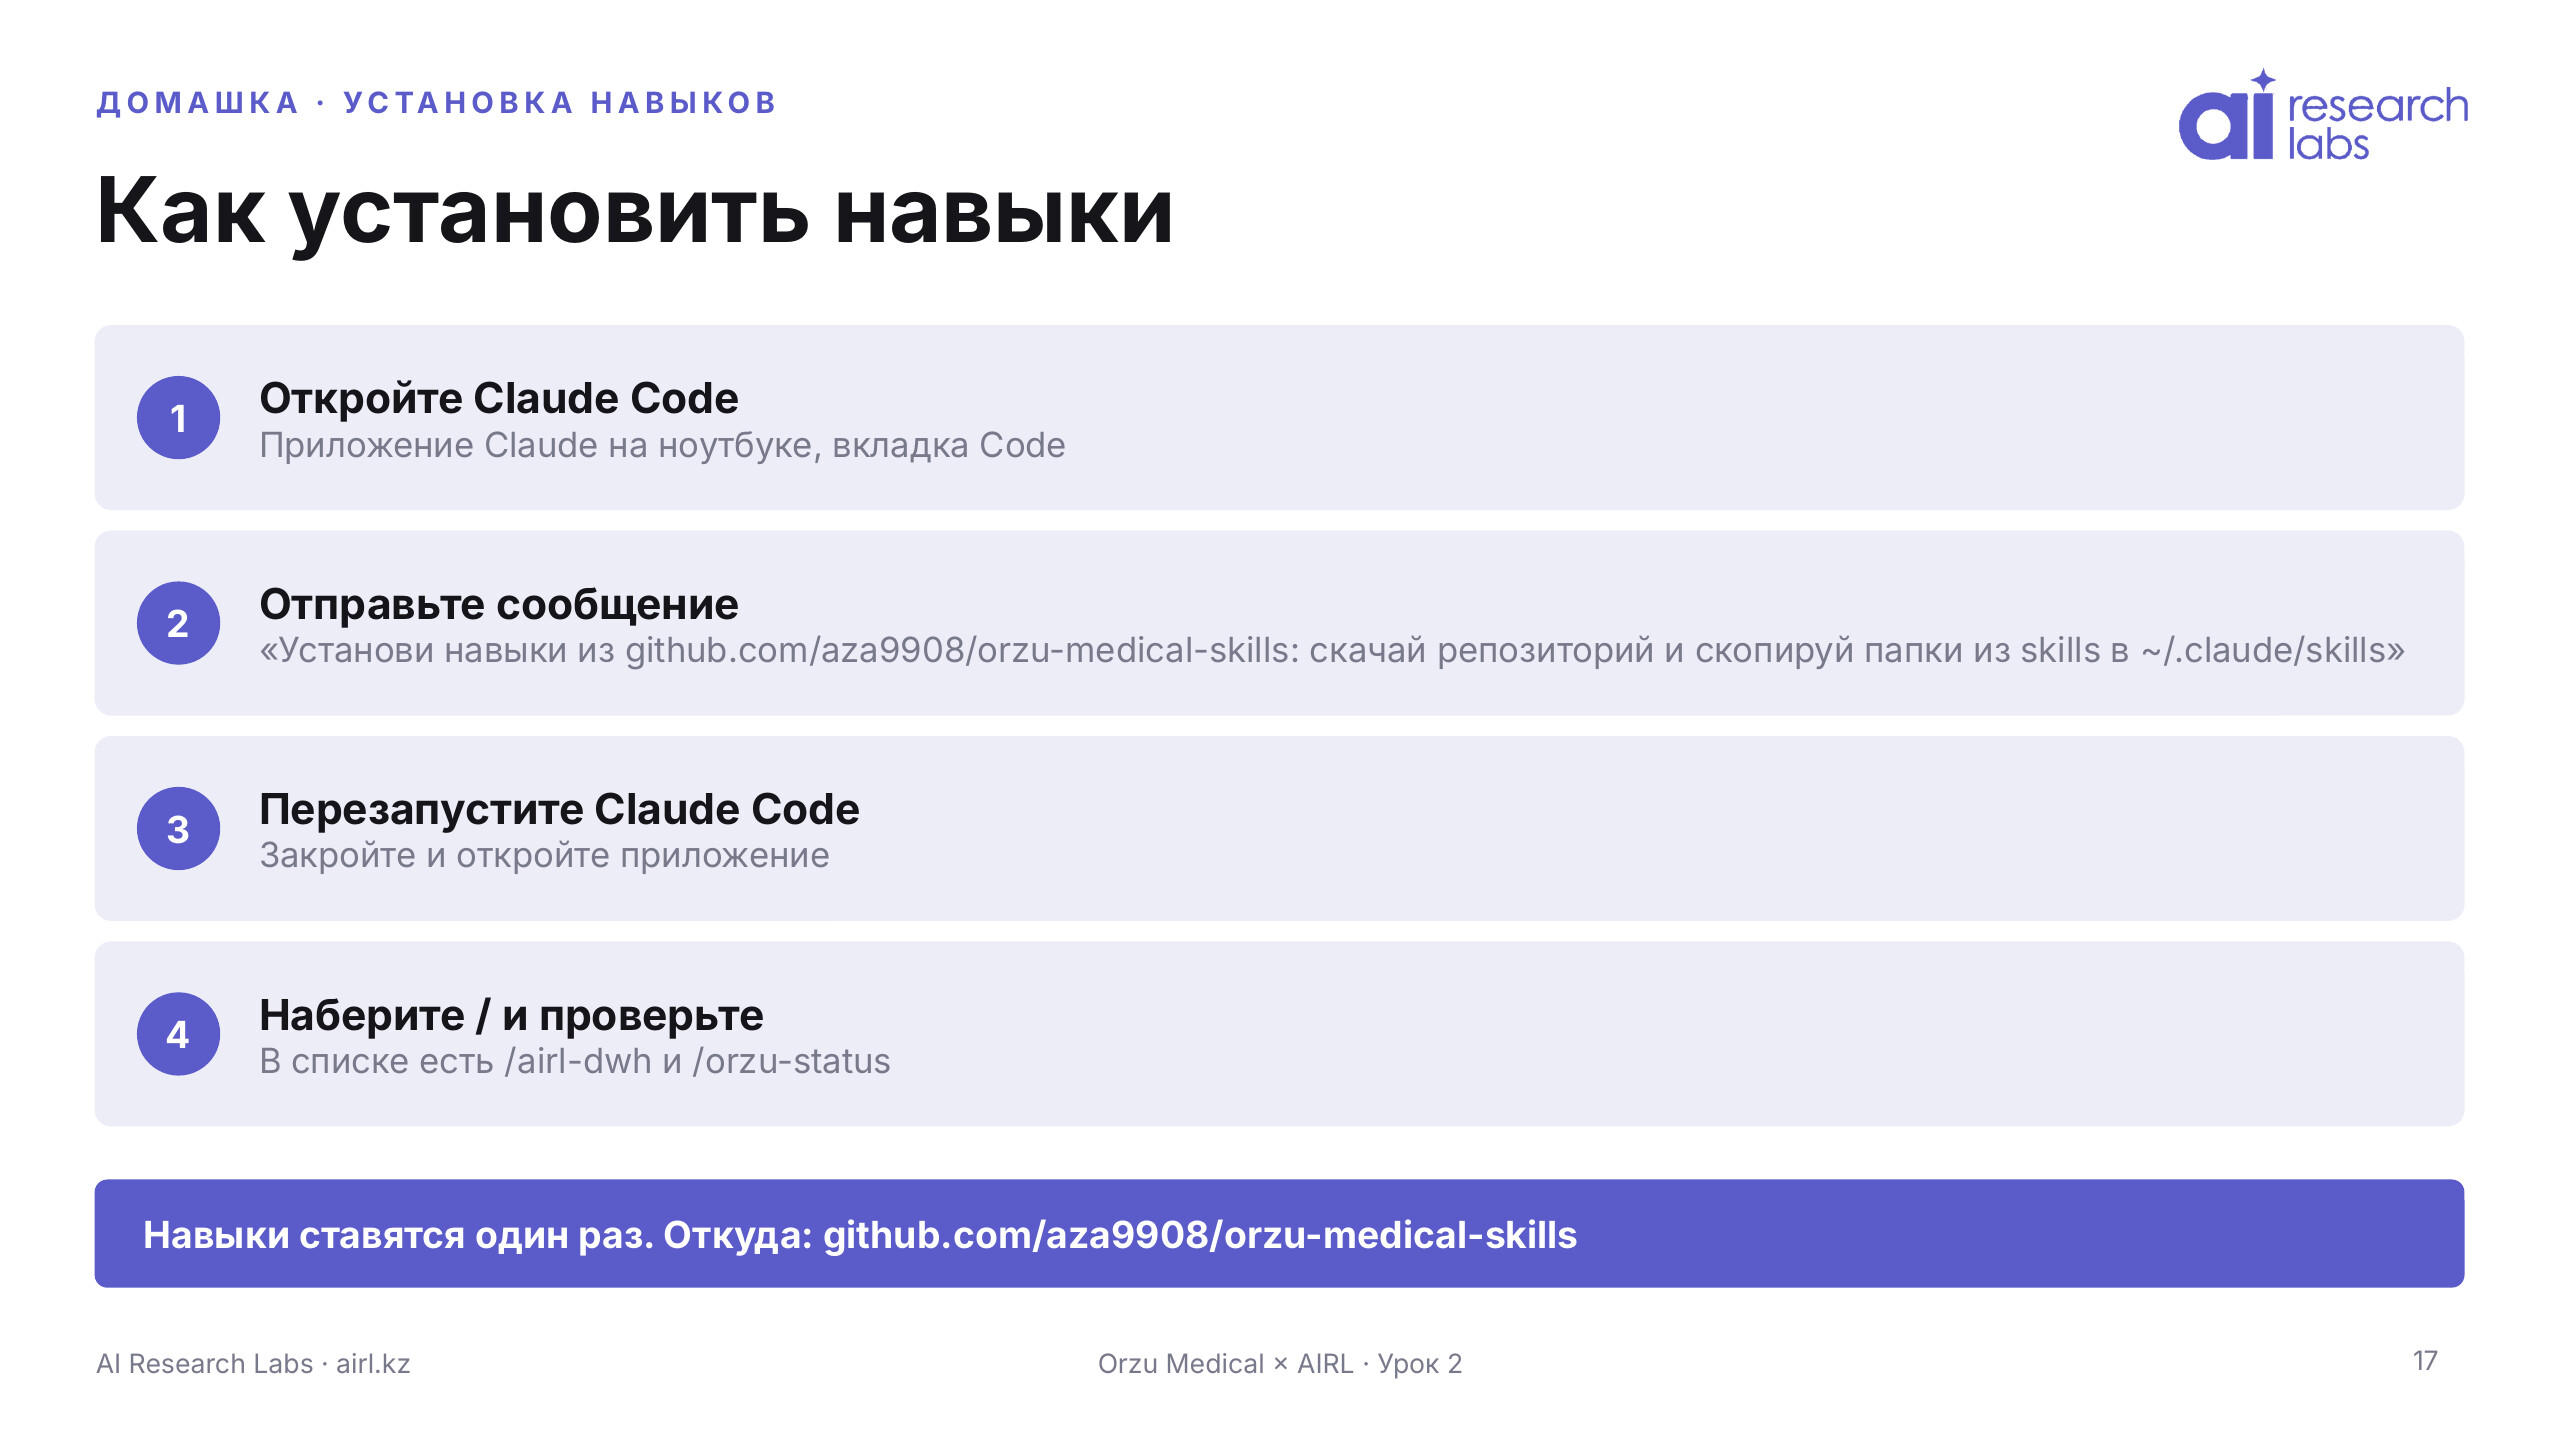 ДОМАШКА · УСТАНОВКА НАВЫКОВ
ai research
labs
Как установить навыки
1
Откройте Claude Code
Приложение Claude на ноутбуке, вкладка Code
2
Отправьте сообщение
«Установи навыки из github.com/aza9908/orzu-medical-skills: скачай репозиторий и скопируй папки из skills в ~/.claude/skills»
3
Перезапустите Claude Code
Закройте и откройте приложение
4
Наберите / и проверьте
В списке есть /airl-dwh и /orzu-status
Навыки ставятся один раз. Откуда: github.com/aza9908/orzu-medical-skills
AI Research Labs · airl.kz
Orzu Medical × AIRL · Урок 2
17